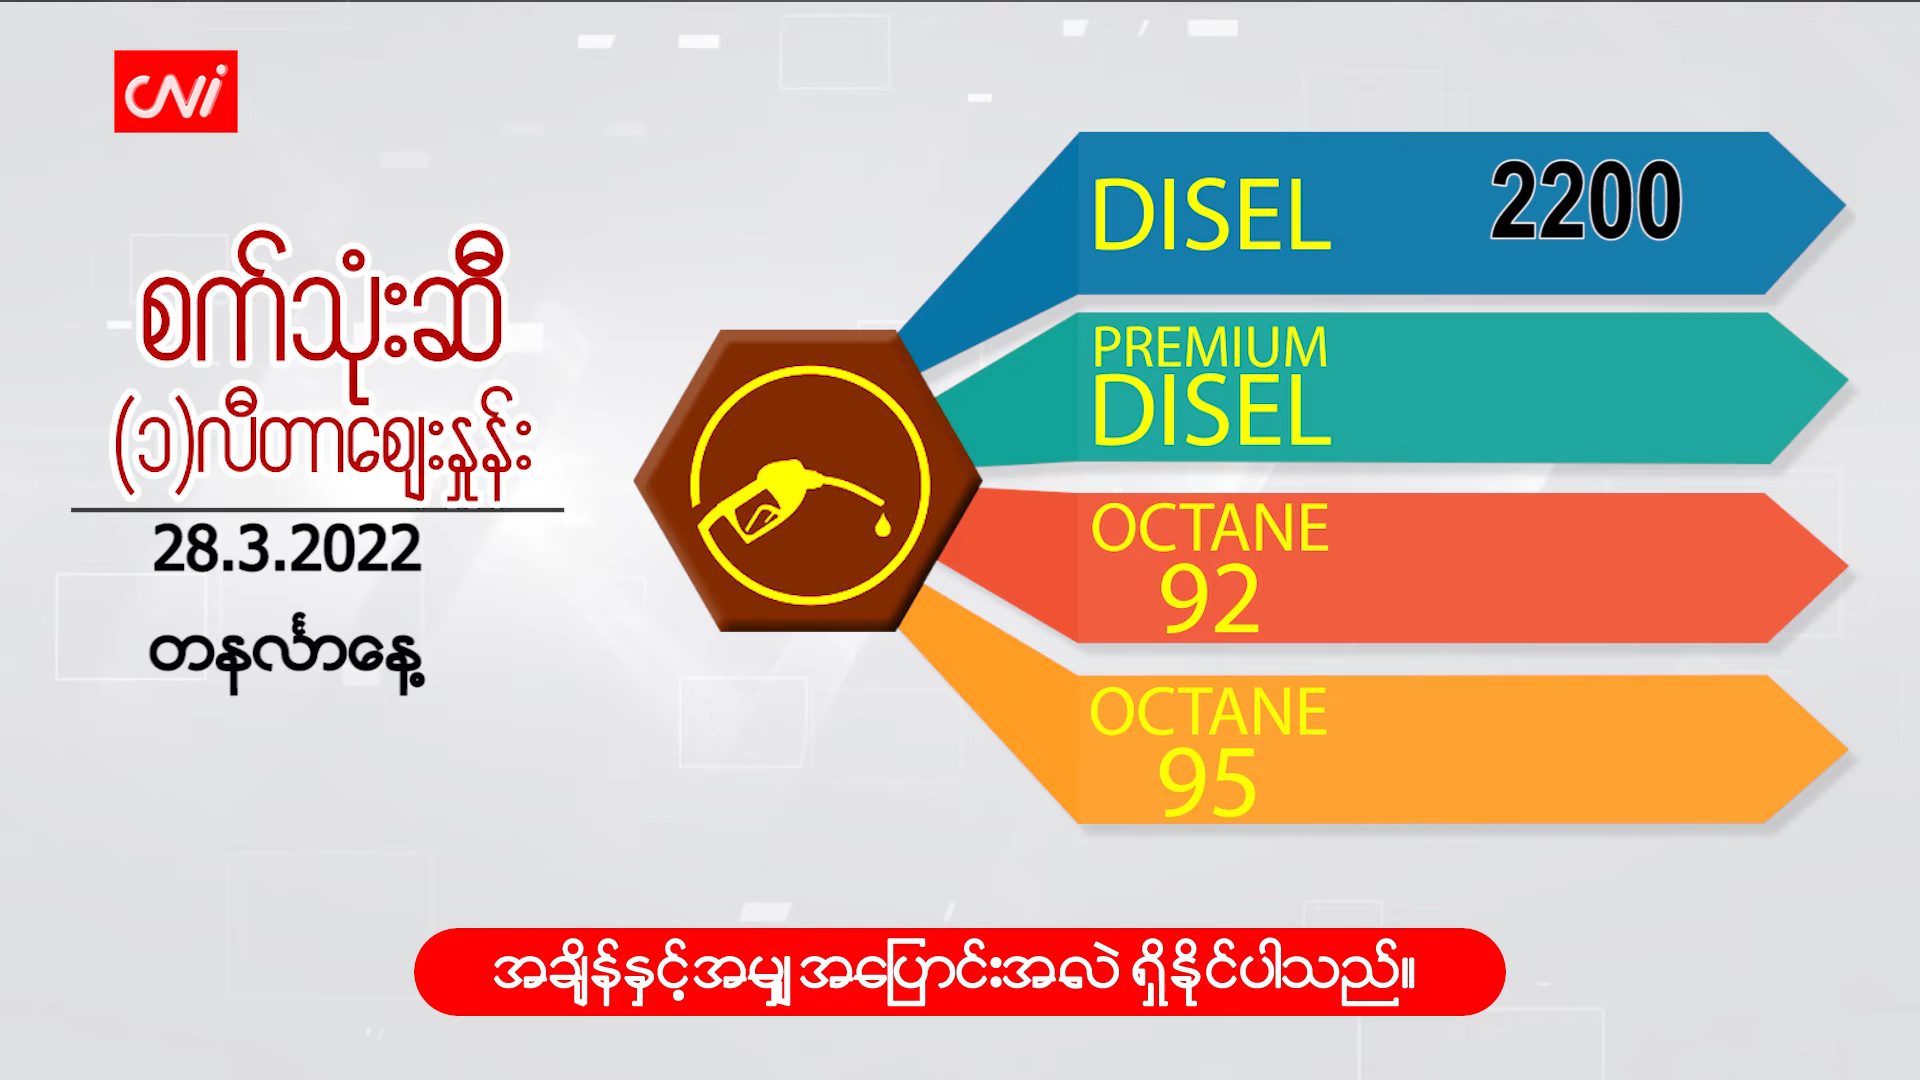 CNi
စက်သုံးဆီ
(၁)လီတာဈေးနှုန်း
28.3.2022
တနင်္လာနေ့
DISEL 2200
PREMIUM
DISEL
OCTANE
92
OCTANE
95
အချိန်နှင့်အမျှ အပြောင်းအလဲ ရှိနိုင်ပါသည်။